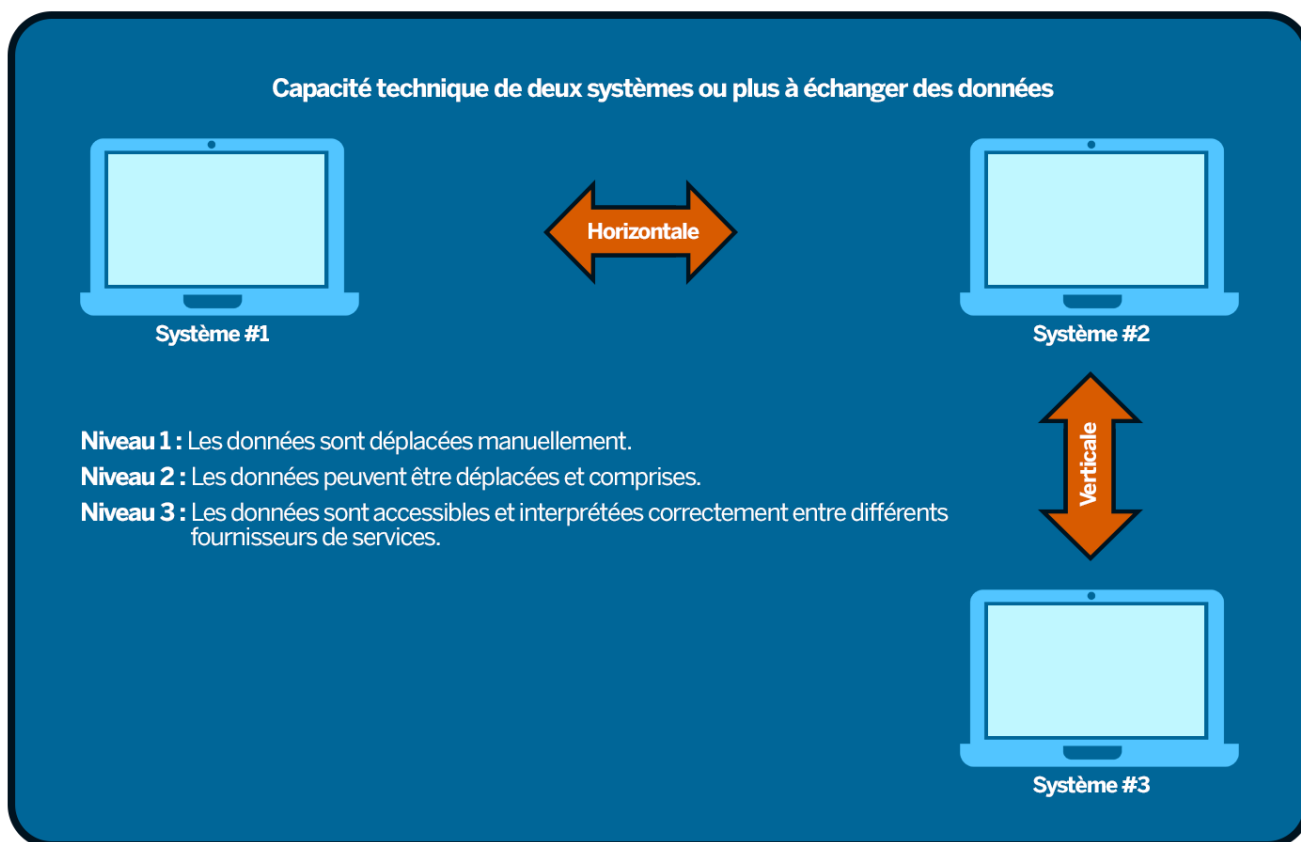 Capacité technique de deux systèmes ou plus à échanger des données
Horizontale
Système #1
Système #2
Niveau 1 : Les données sont déplacées manuellement.
Niveau 2 : Les données peuvent être déplacées et comprises.
Niveau 3 : Les données sont accessibles et interprétées correctement entre différents
fournisseurs de services.
Verticale
Système #3